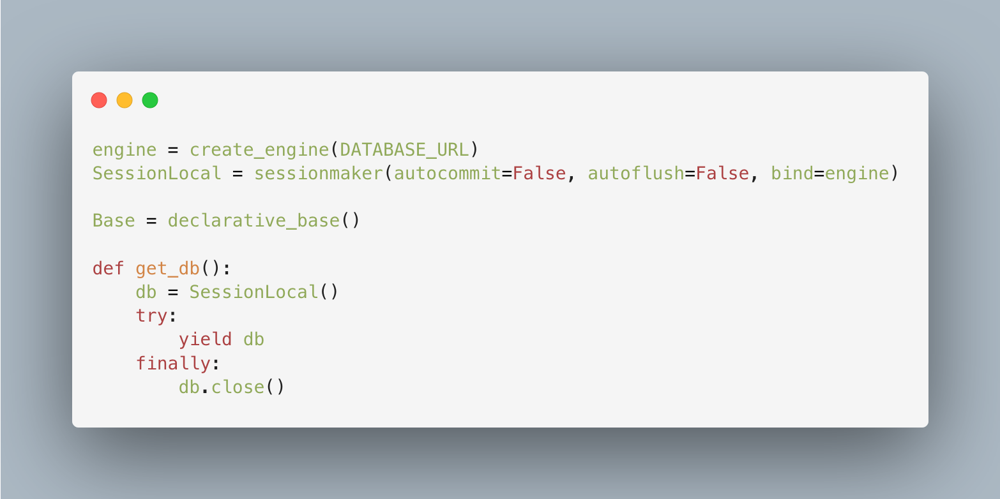 engine = create_engine(DATABASE_URL)
SessionLocal = sessionmaker(autocommit=False, autoflush=False, bind=engine)

Base = declarative_base()

def get_db():
    db = SessionLocal()
    try:
        yield db
    finally:
        db.close()